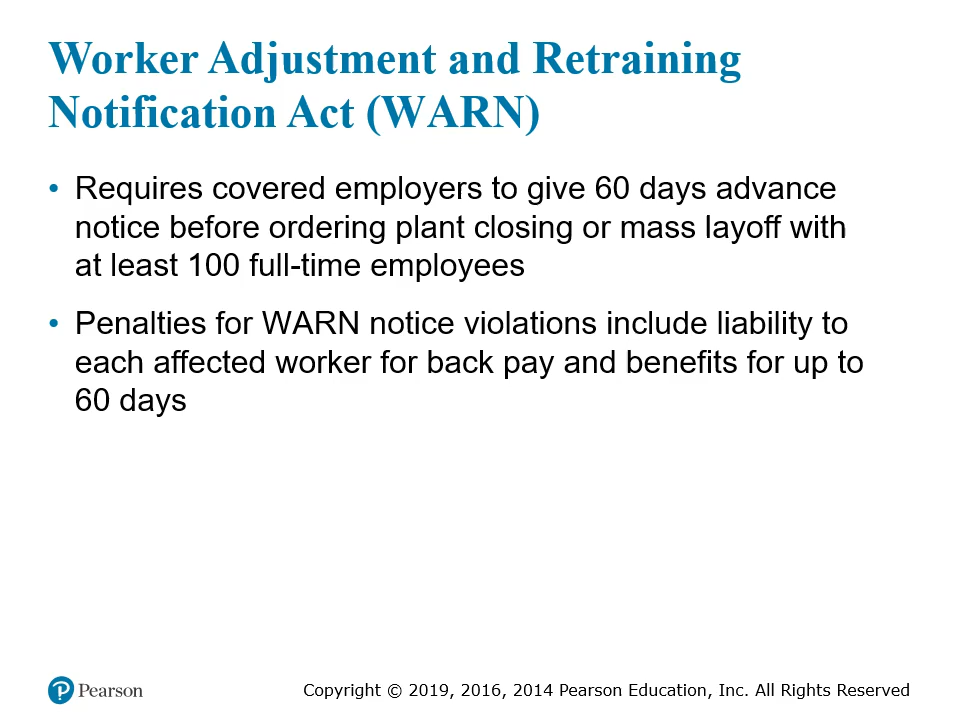 Worker Adjustment and Retraining
Notification Act (WARN)
• Requires covered employers to give 60 days advance
notice before ordering plant closing or mass layoff with
at least 100 full-time employees
• Penalties for WARN notice violations include liability to
each affected worker for back pay and benefits for up to
60 days
Pearson
Copyright © 2019, 2016, 2014 Pearson Education, Inc. All Rights Reserved